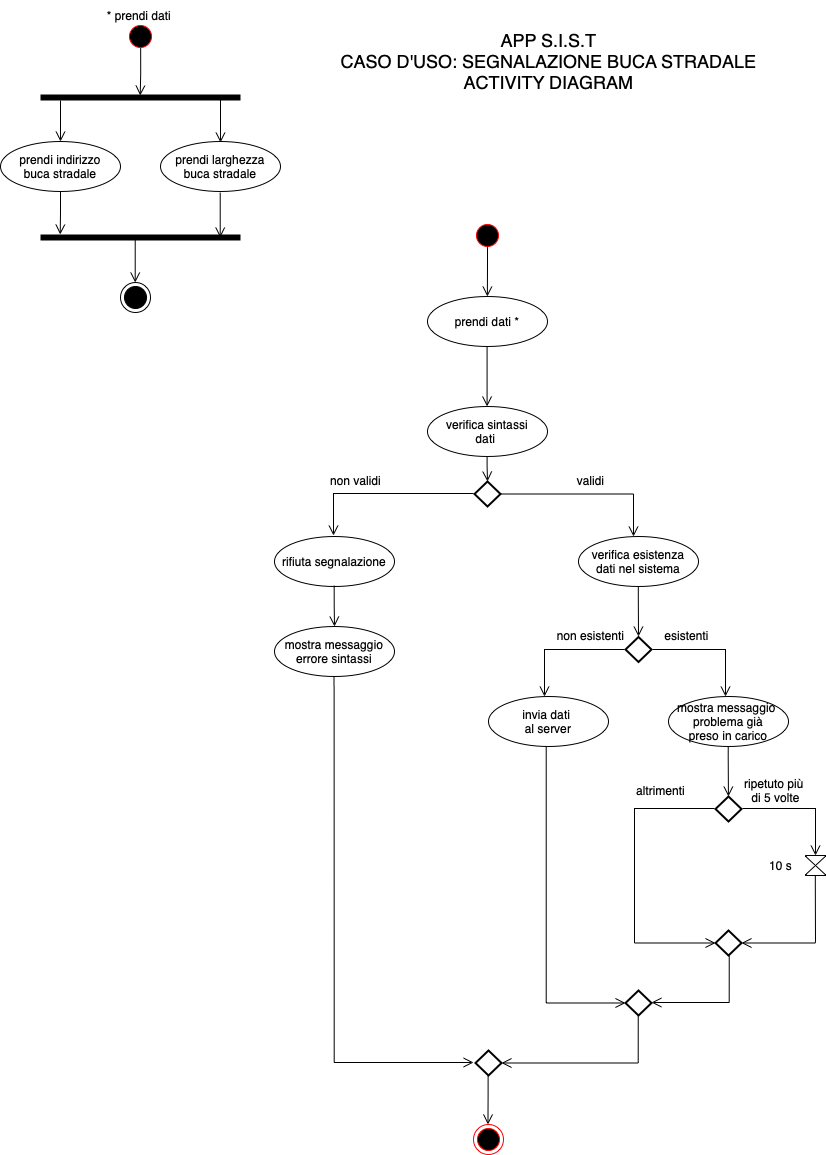 * prendi dati
APP S.I.S.T
CASO D'USO: SEGNALAZIONE BUCA STRADALE
ACTIVITY DIAGRAM
prendi indirizzo
buca stradale
prendi larghezza
buca stradale
prendi dati *
verifica sintassi
dati
non validi
validi
rifiuta segnalazione
verifica esistenza
dati nel sistema
mostra messaggio
errore sintassi
non esistenti
esistenti
invia dati
al server
mostra messaggio
problema già
preso in carico
altrimenti
ripetuto più
di 5 volte
10 s